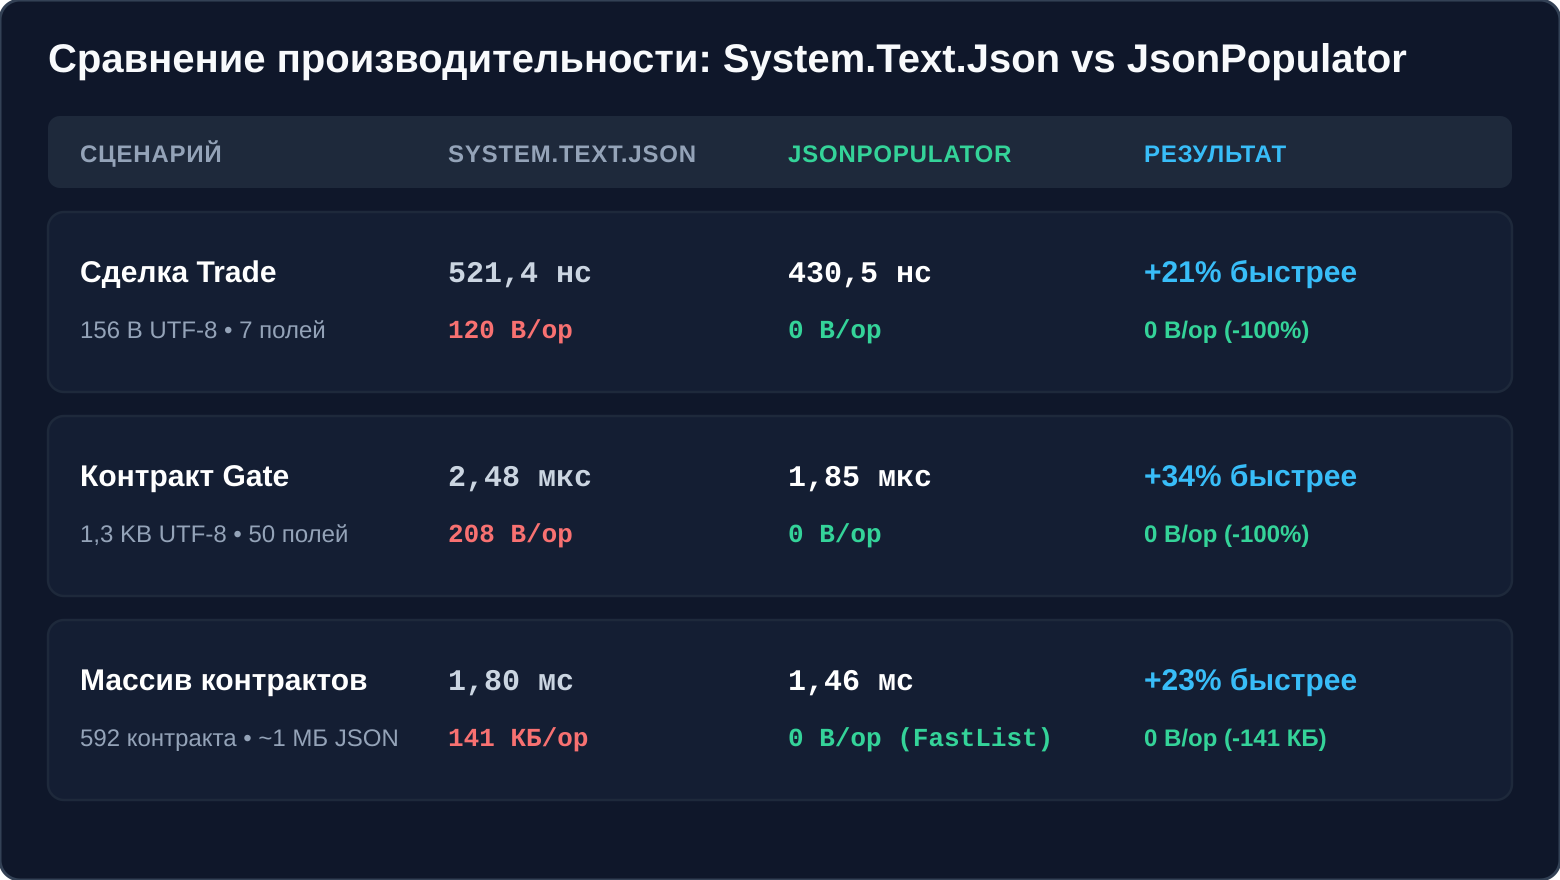 Сравнение производительности: System.Text.Json vs JsonPopulator
СЦЕНАРИЙ SYSTEM.TEXT.JSON JSONPOPULATOR РЕЗУЛЬТАТ
Сделка Trade 521,4 нс 430,5 нс +21% быстрее
156 B UTF-8 • 7 полей 120 B/op 0 B/op 0 B/op (-100%)
Контракт Gate 2,48 мкс 1,85 мкс +34% быстрее
1,3 KB UTF-8 • 50 полей 208 B/op 0 B/op 0 B/op (-100%)
Массив контрактов 1,80 мс 1,46 мс +23% быстрее
592 контракта • ~1 МБ JSON 141 КБ/op 0 B/op (FastList) 0 B/op (-141 КБ)